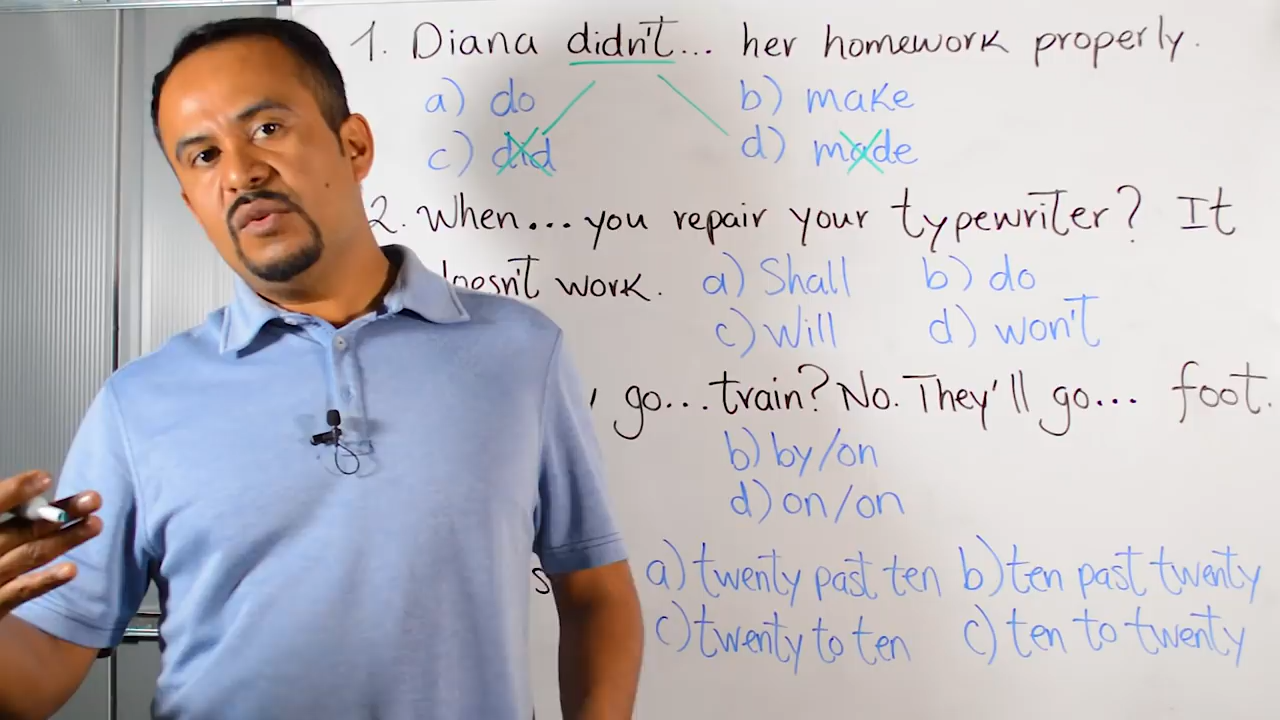 1. Diana didn't... her homework properly.
a) do b) make
c) did d) made
2. When... you repair your typewriter? It
doesn't work. a) Shall b) do
c) Will d) won't
go... train? No. They'll go... foot.
b) by/on
d) on/on
a) twenty past ten b) ten past twenty
c) twenty to ten c) ten to twenty